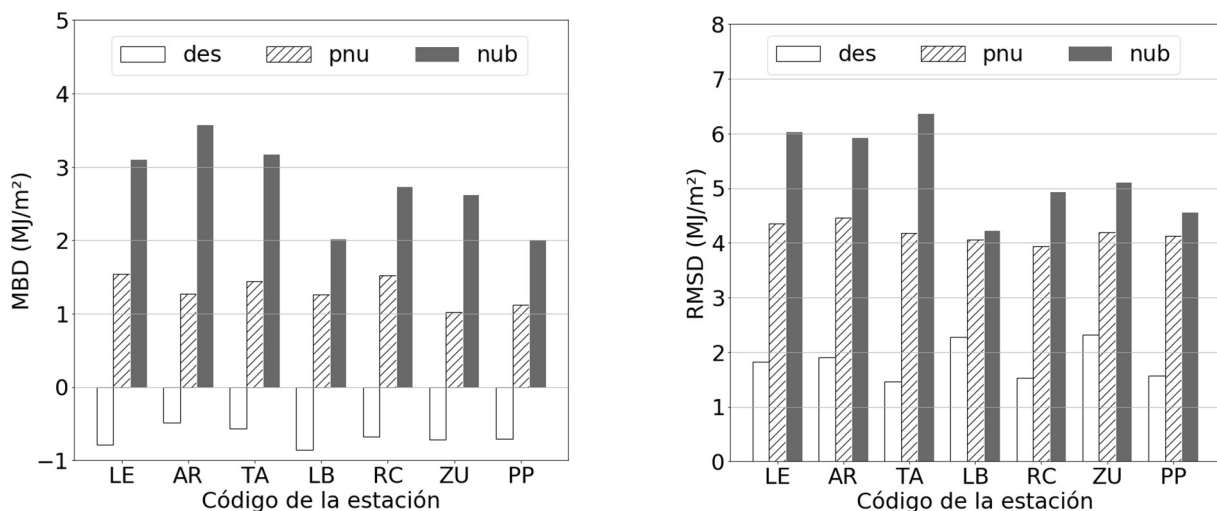 5
4
3
2
1
0
−1
MBD (MJ/m²)
des pnu nub
LE AR TA LB RC ZU PP
Código de la estación
8
7
6
5
4
3
2
1
0
RMSD (MJ/m²)
des pnu nub
LE AR TA LB RC ZU PP
Código de la estación